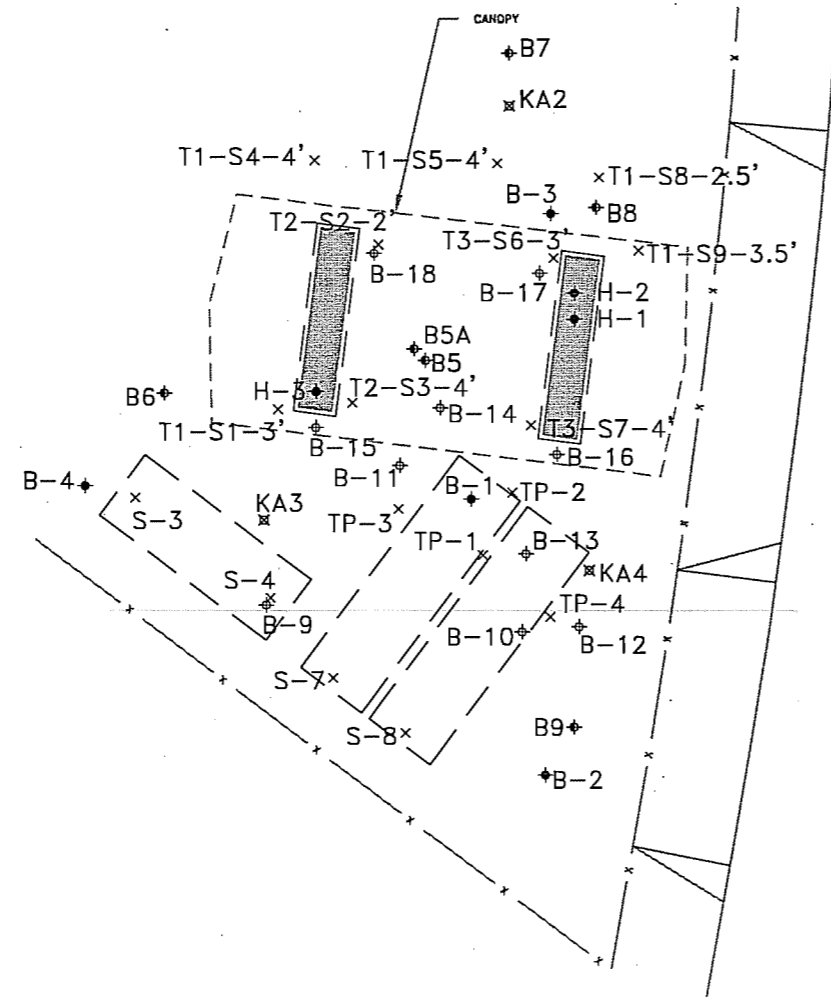 CANOPY
B7
KA2
T1-S4-4'
T1-S5-4'
T1-S8-2.5'
B-3
B8
T2-S2-2'
T3-S6-3'
T1-S9-3.5'
B-18
B-17
H-2
H-1
B5A
B5
B6
H-3
T2-S3-4'
B-14
T1-S1-3'
B-15
T3-S7-4'
B-16
B-11
B-4
S-3
KA3
B-1
TP-2
TP-3
TP-1
B-13
KA4
S-4
B-9
TP-4
B-10
B-12
S-7
S-8
B9
B-2